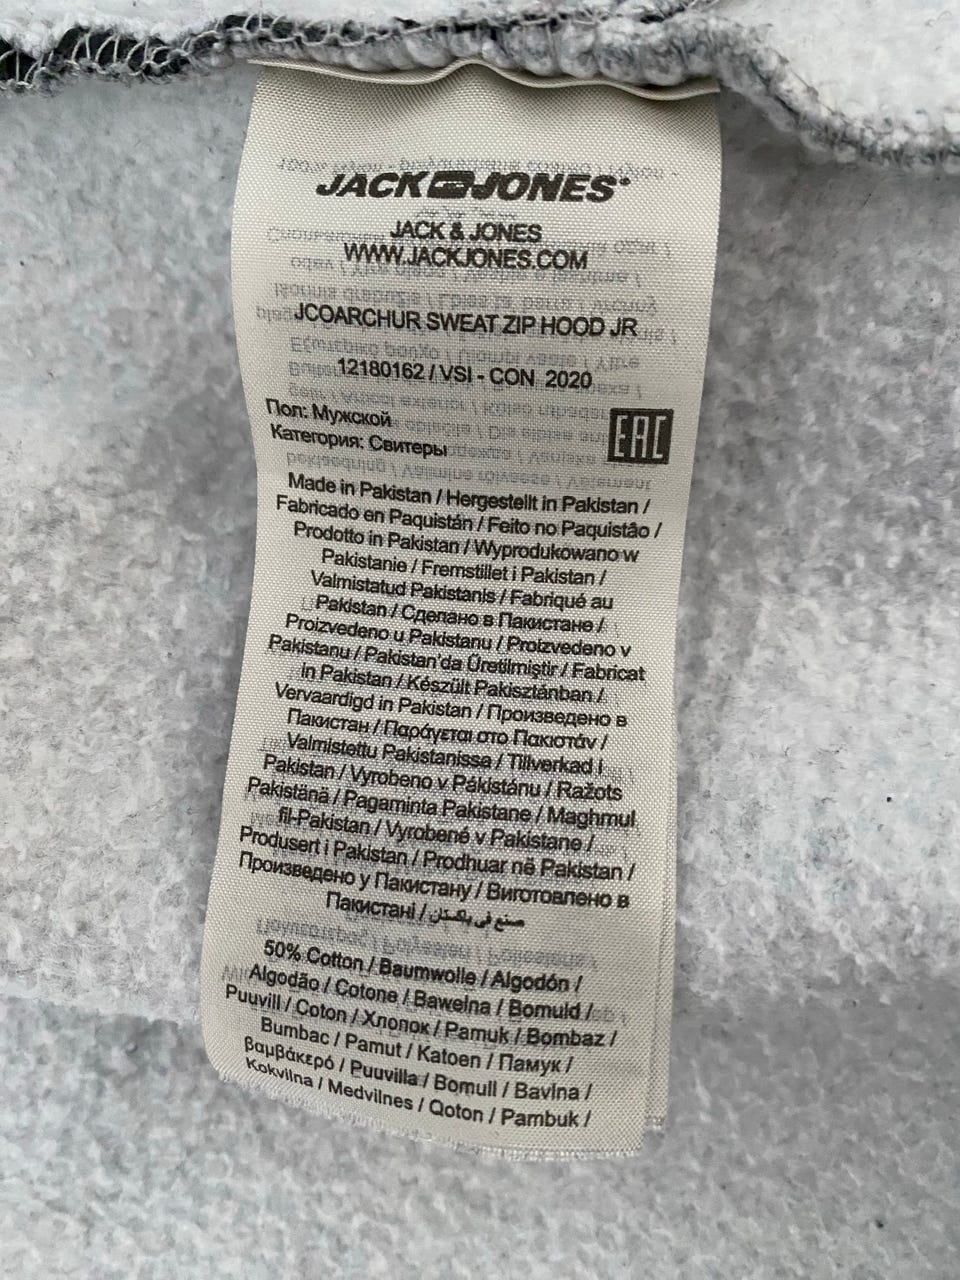 JACK & JONES®
JACK & JONES
WWW.JACKJONES.COM
JCOARCHUR SWEAT ZIP HOOD JR
12180162 / VSI - CON 2020
Пол: Мужской
Категория: Свитеры
EAC
Made in Pakistan / Hergestellt in Pakistan /
Fabricado en Paquistán / Feito no Paquistão /
Prodotto in Pakistan / Wyprodukowano w
Pakistanie / Fremstillet i Pakistan /
Valmistatud Pakistanis / Fabriqué au
Pakistan / Сделано в Пакистане /
Proizvedeno u Pakistanu / Proizvedeno v
Pakistanu / Pakistan'da Üretilmiştir / Fabricat
in Pakistan / Készült Pakisztánban /
Vervaardigd in Pakistan / Произведено в
Пакистан / Παράγεται στο Πακιστάν /
Valmistettu Pakistanissa / Tillverkad i
Pakistan / Vyrobeno v Pákistánu / Ražots
Pakistānā / Pagaminta Pakistane / Maghmul
fil-Pakistan / Vyrobené v Pakistane /
Produsert i Pakistan / Prodhuar në Pakistan /
Произведено у Пакистану / Виготовлено в
Пакистані / صنع في باكستان
50% Cotton / Baumwolle / Algodón /
Algodão / Cotone / Bawełna / Bomuld /
Puuvill / Coton / Хлопок / Pamuk / Bombaz /
Bumbac / Pamut / Katoen / Памук /
βαμβάκερό / Puuvilla / Bomull / Bavlna /
Kokvilna / Medvilnes / Qoton / Pambuk /